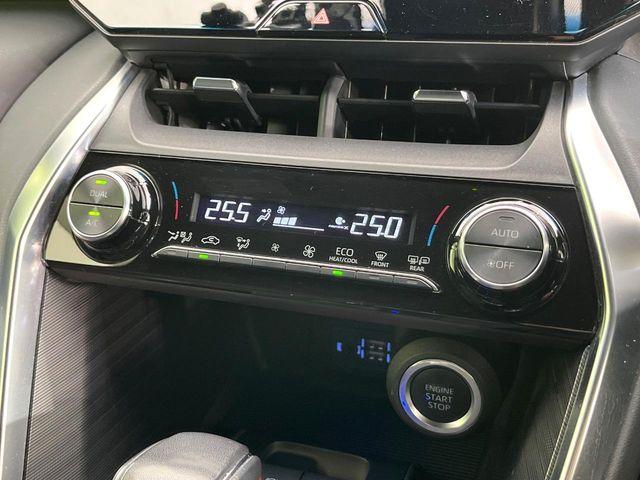 DUAL
A/C
25.5
25.0
AUTO
OFF
ECO
HEAT/COOL
FRONT
REAR
ENGINE
START
STOP